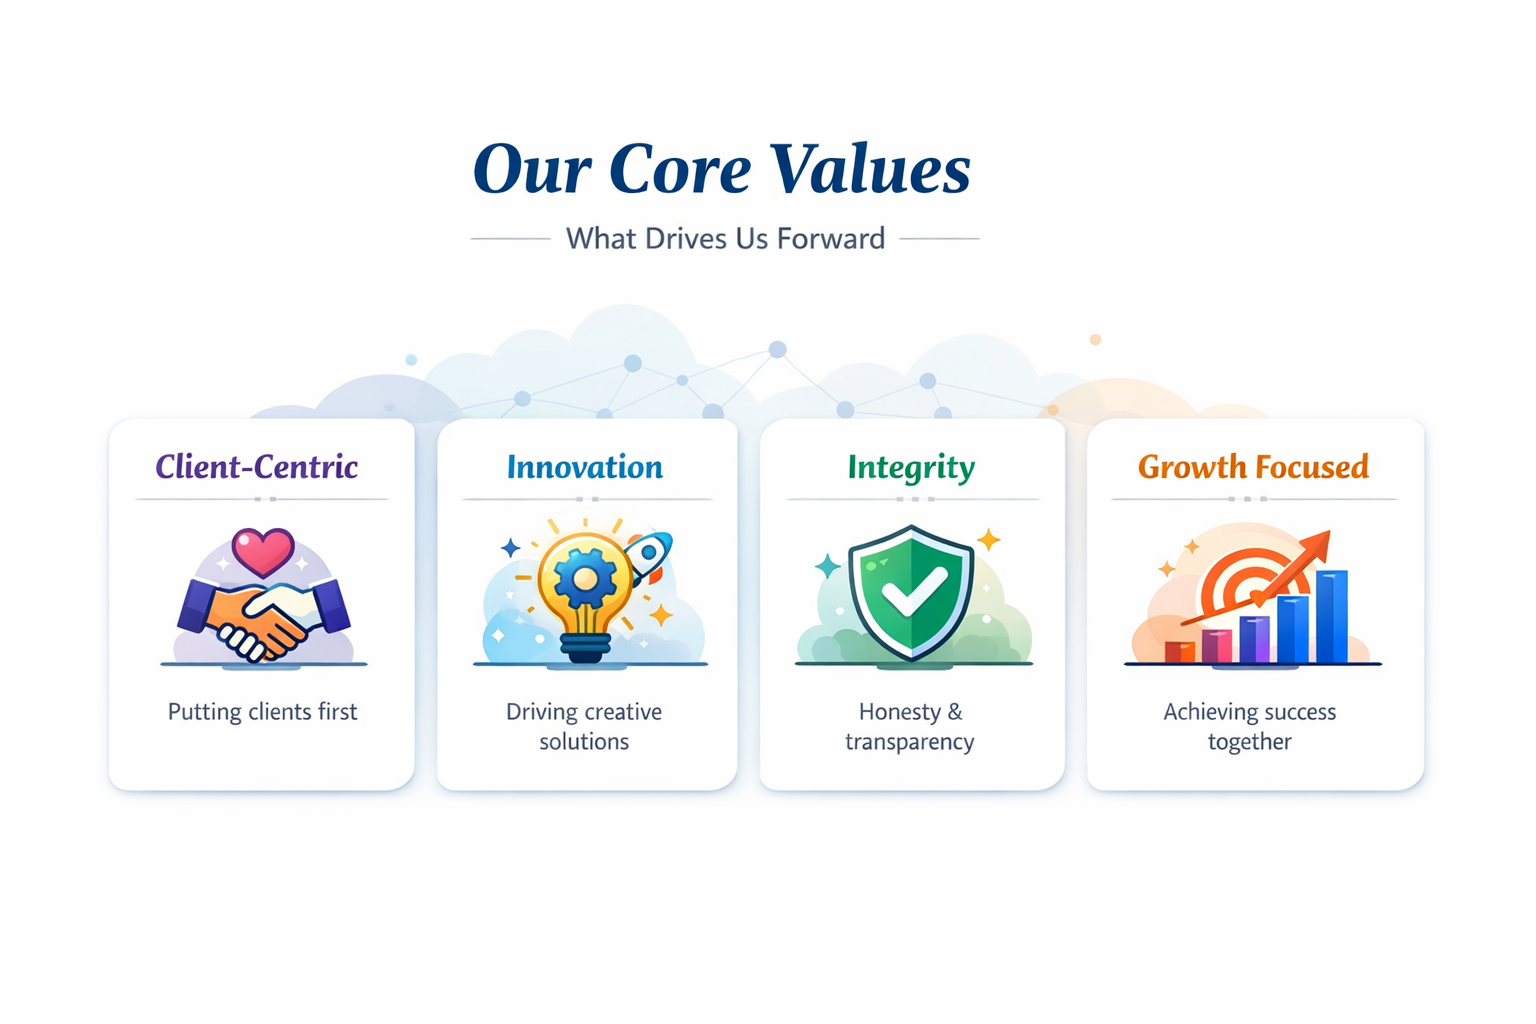 Our Core Values
What Drives Us Forward
Client-Centric
Putting clients first
Innovation
Driving creative
solutions
Integrity
Honesty &
transparency
Growth Focused
Achieving success
together